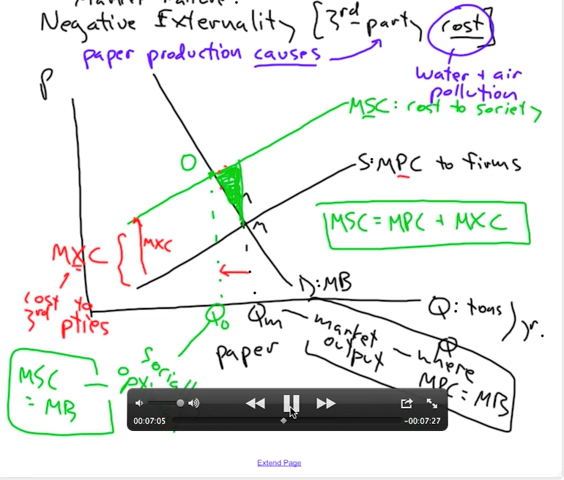 Negative Externality [3rd-party cost]
paper production causes
water + air
pollution
P
MSC: cost to society
O
S:MPC to firms
M
MSC = MPC + MXC
MXC
MXC
cost to
3rd pties
D:MB
Q: tons/yr.
Qo
Qm
market
output
where
Q
MPC = MB
paper
Socially
MSC
= MB
00:07:05
-00:07:27
Extend Page